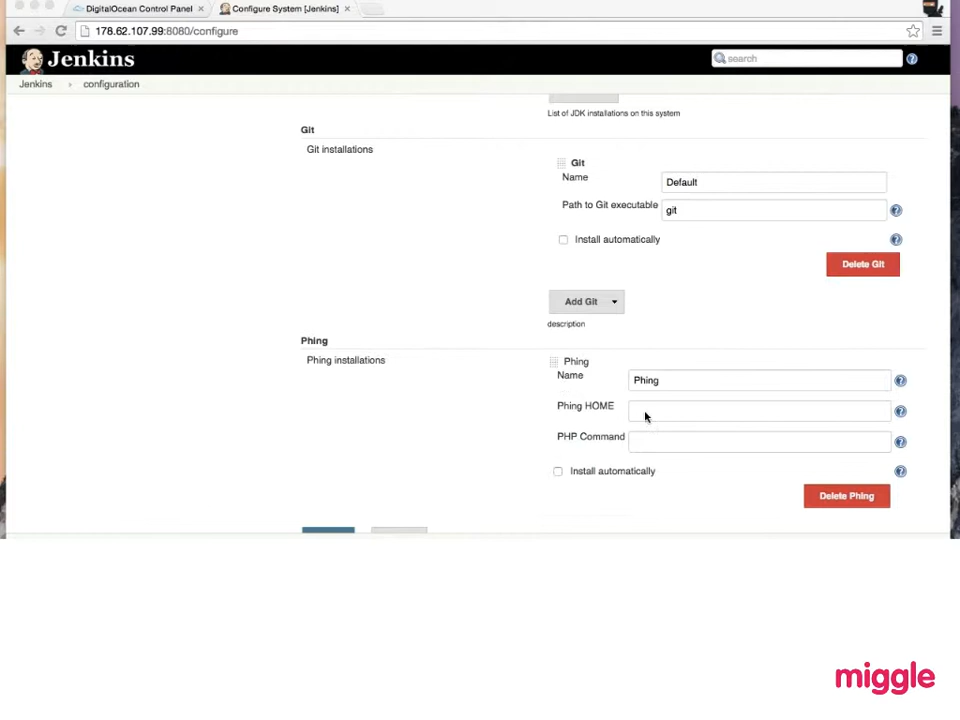 DigitalOcean Control Panel
Configure System [Jenkins]
178.62.107.99:8080/configure
Jenkins
search
Jenkins
configuration
List of JDK installations on this system
Git
Git installations
Git
Name
Default
Path to Git executable
git
Install automatically
Delete Git
Add Git
description
Phing
Phing installations
Phing
Name
Phing
Phing HOME
PHP Command
Install automatically
Delete Phing
miggle